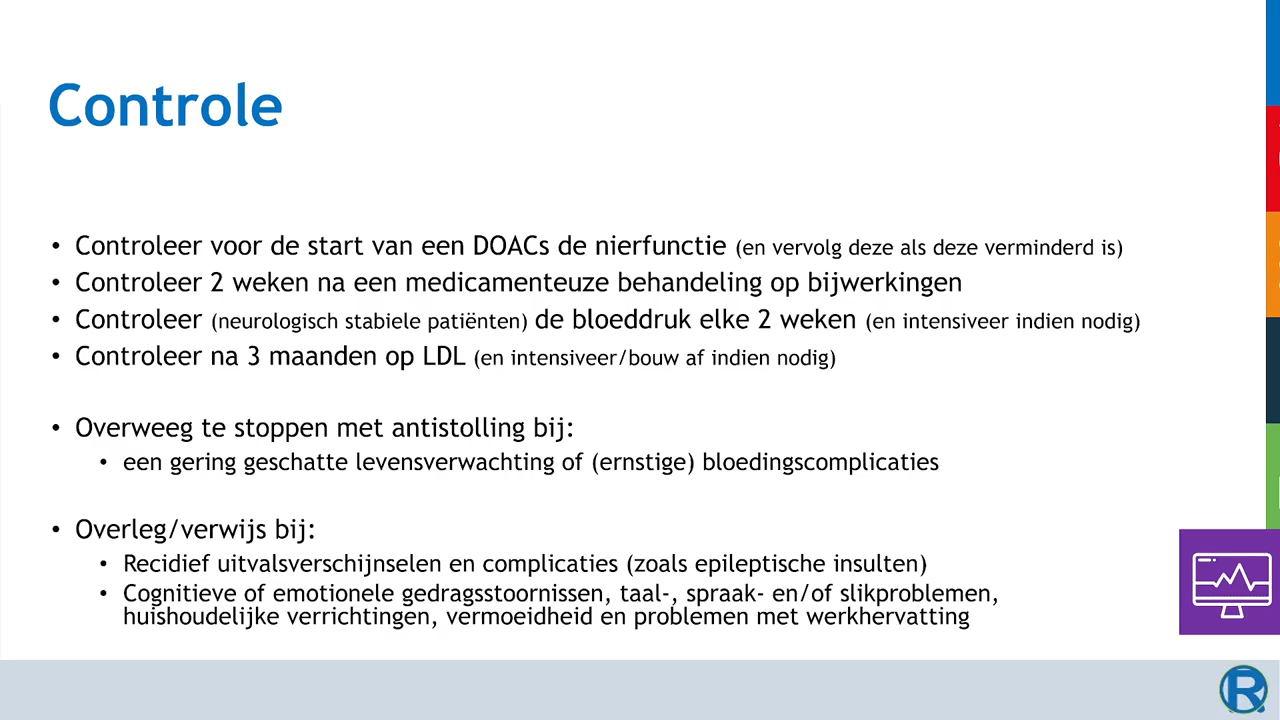 Controle
• Controleer voor de start van een DOACs de nierfunctie (en vervolg deze als deze verminderd is)
• Controleer 2 weken na een medicamenteuze behandeling op bijwerkingen
• Controleer (neurologisch stabiele patiënten) de bloeddruk elke 2 weken (en intensiveer indien nodig)
• Controleer na 3 maanden op LDL (en intensiveer/bouw af indien nodig)
• Overweeg te stoppen met antistolling bij:
• een gering geschatte levensverwachting of (ernstige) bloedingscomplicaties
• Overleg/verwijs bij:
• Recidief uitvalsverschijnselen en complicaties (zoals epileptische insulten)
• Cognitieve of emotionele gedragsstoornissen, taal-, spraak- en/of slikproblemen,
huishoudelijke verrichtingen, vermoeidheid en problemen met werkhervatting
R